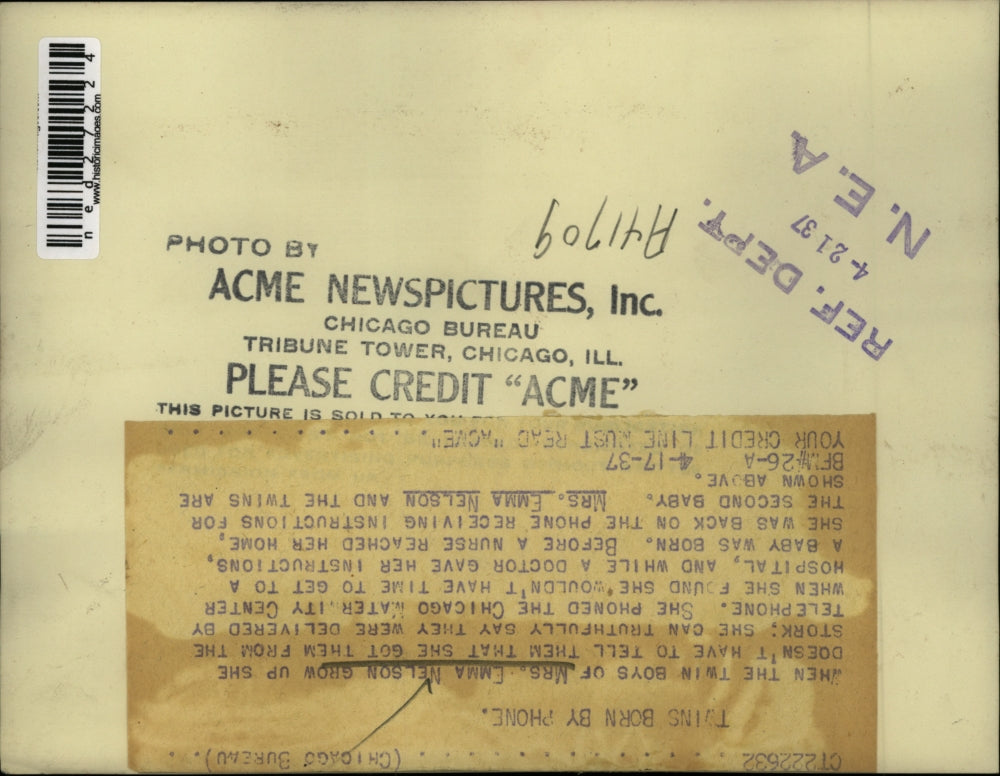 ned27224
www.historicimages.com
A41709
REF. DEPT.
4-21 37
N. E. A
PHOTO BY
ACME NEWSPICTURES, Inc.
CHICAGO BUREAU
TRIBUNE TOWER, CHICAGO, ILL.
PLEASE CREDIT "ACME"
THIS PICTURE IS SOLD TO YOU FOR
CT222632 . . . . . . . . . . . . . (CHICAGO BUREAU). .
TWINS BORN BY PHONE.
WHEN THE TWIN BOYS OF MRS. EMMA NELSON GROW UP SHE
DOESN'T HAVE TO TELL THEM THAT SHE GOT THEM FROM THE
STORK; SHE CAN TRUTHFULLY SAY THEY WERE DELIVERED BY
TELEPHONE. SHE PHONED THE CHICAGO MATERNITY CENTER
WHEN SHE FOUND SHE WOULDN'T HAVE TIME TO GET TO A
HOSPITAL, AND WHILE A DOCTOR GAVE HER INSTRUCTIONS,
A BABY WAS BORN. BEFORE A NURSE REACHED HER HOME,
SHE WAS BACK ON THE PHONE RECEIVING INSTRUCTIONS FOR
THE SECOND BABY. MRS. EMMA NELSON AND THE TWINS ARE
SHOWN ABOVE.
4-17-37
YOUR CREDIT LINE MUST READ "ACME" . . . . . . . . . . . .